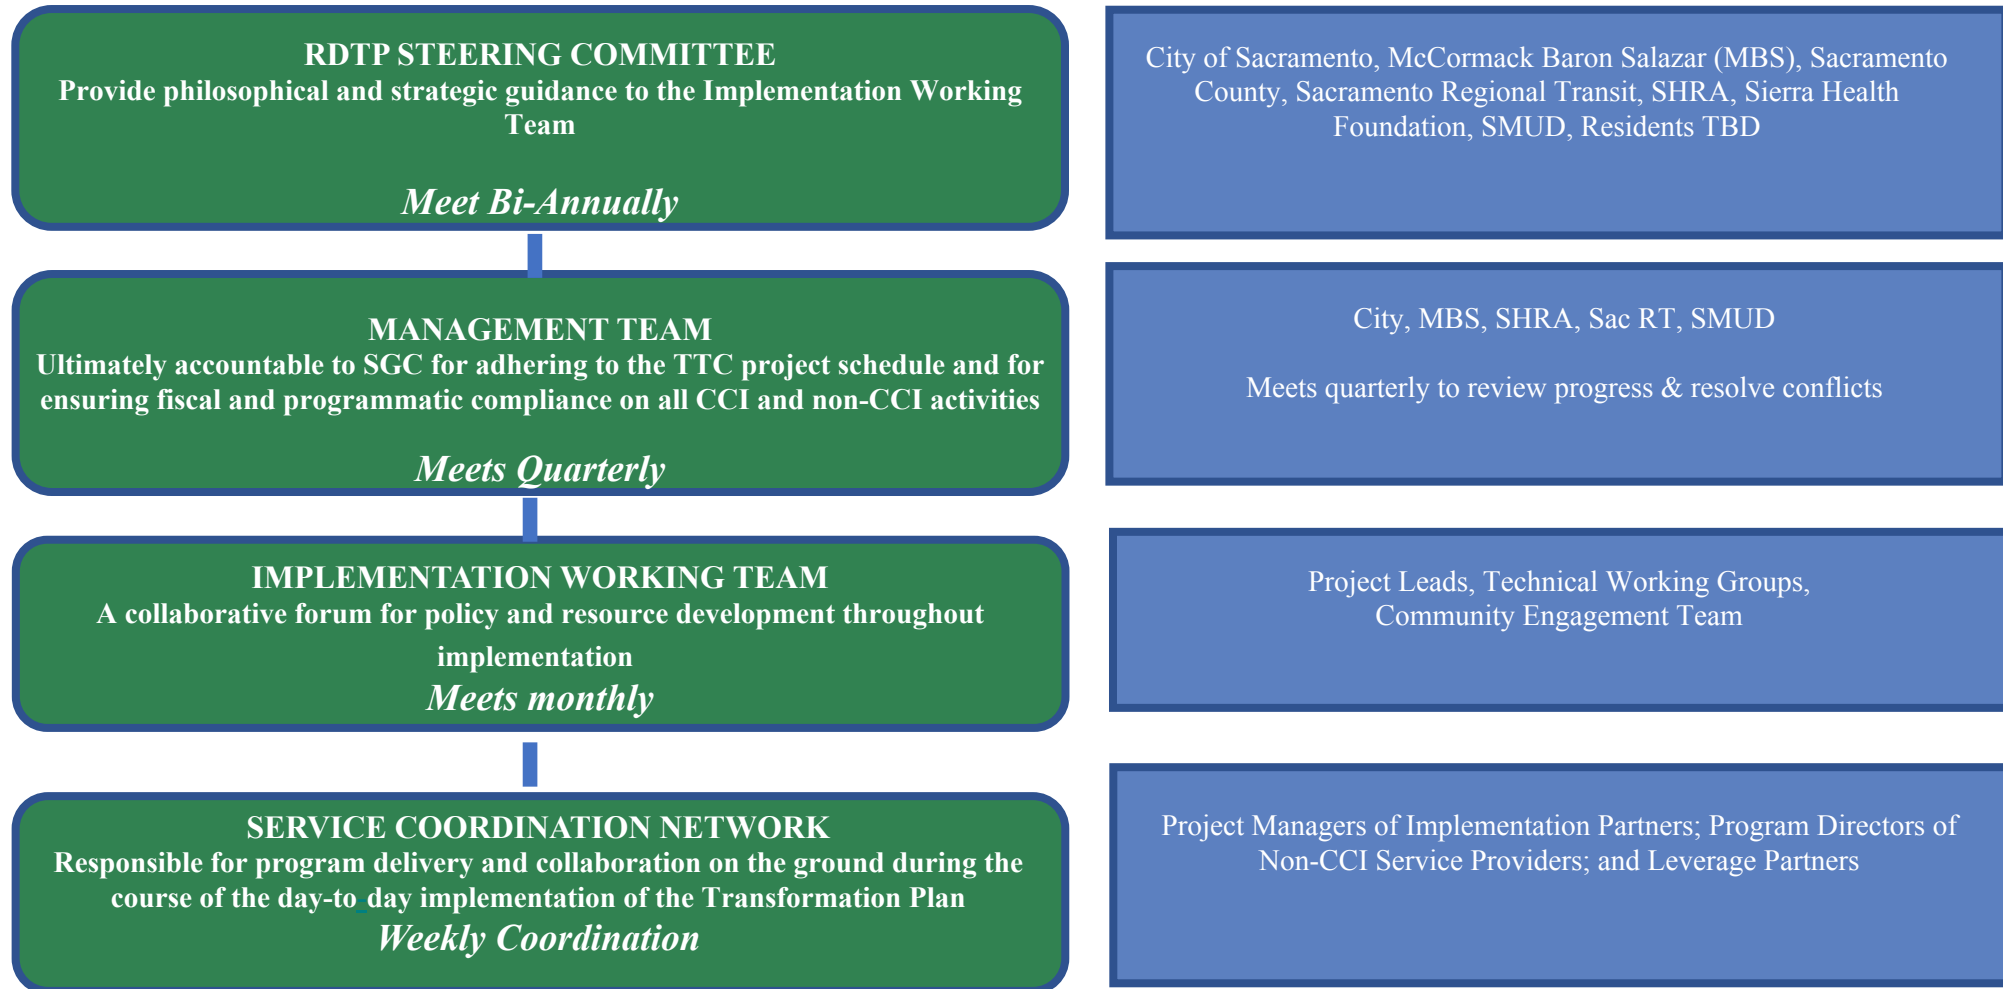 RDTP STEERING COMMITTEE
Provide philosophical and strategic guidance to the Implementation Working
Team
Meet Bi-Annually
City of Sacramento, McCormack Baron Salazar (MBS), Sacramento
County, Sacramento Regional Transit, SHRA, Sierra Health
Foundation, SMUD, Residents TBD
MANAGEMENT TEAM
Ultimately accountable to SGC for adhering to the TTC project schedule and for
ensuring fiscal and programmatic compliance on all CCI and non-CCI activities
Meets Quarterly
City, MBS, SHRA, Sac RT, SMUD
Meets quarterly to review progress & resolve conflicts
IMPLEMENTATION WORKING TEAM
A collaborative forum for policy and resource development throughout
implementation
Meets monthly
Project Leads, Technical Working Groups,
Community Engagement Team
SERVICE COORDINATION NETWORK
Responsible for program delivery and collaboration on the ground during the
course of the day-to-day implementation of the Transformation Plan
Weekly Coordination
Project Managers of Implementation Partners; Program Directors of
Non-CCI Service Providers; and Leverage Partners